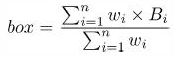 box = \frac{\sum_{i=1}^{n} w_i \times B_i}{\sum_{i=1}^{n} w_i}